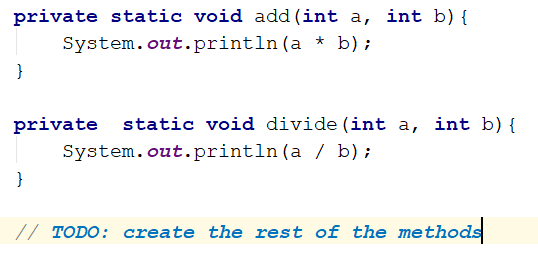 private static void add(int a, int b){
    System.out.println(a * b);
}
private  static void divide(int a, int b){
    System.out.println(a / b);
}
// TODO: create the rest of the methods